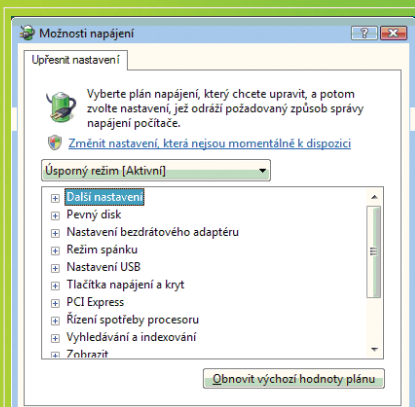 Možnosti napájení
Upřesnit nastavení
Vyberte plán napájení, který chcete upravit, a potom
zvolte nastavení, jež odráží požadovaný způsob správy
napájení počítače.
Změnit nastavení, která nejsou momentálně k dispozici
Úsporný režim [Aktivní]
Další nastavení
Pevný disk
Nastavení bezdrátového adaptéru
Režim spánku
Nastavení USB
Tlačítka napájení a kryt
PCI Express
Řízení spotřeby procesoru
Vyhledávání a indexování
Zobrazit
Obnovit výchozí hodnoty plánu